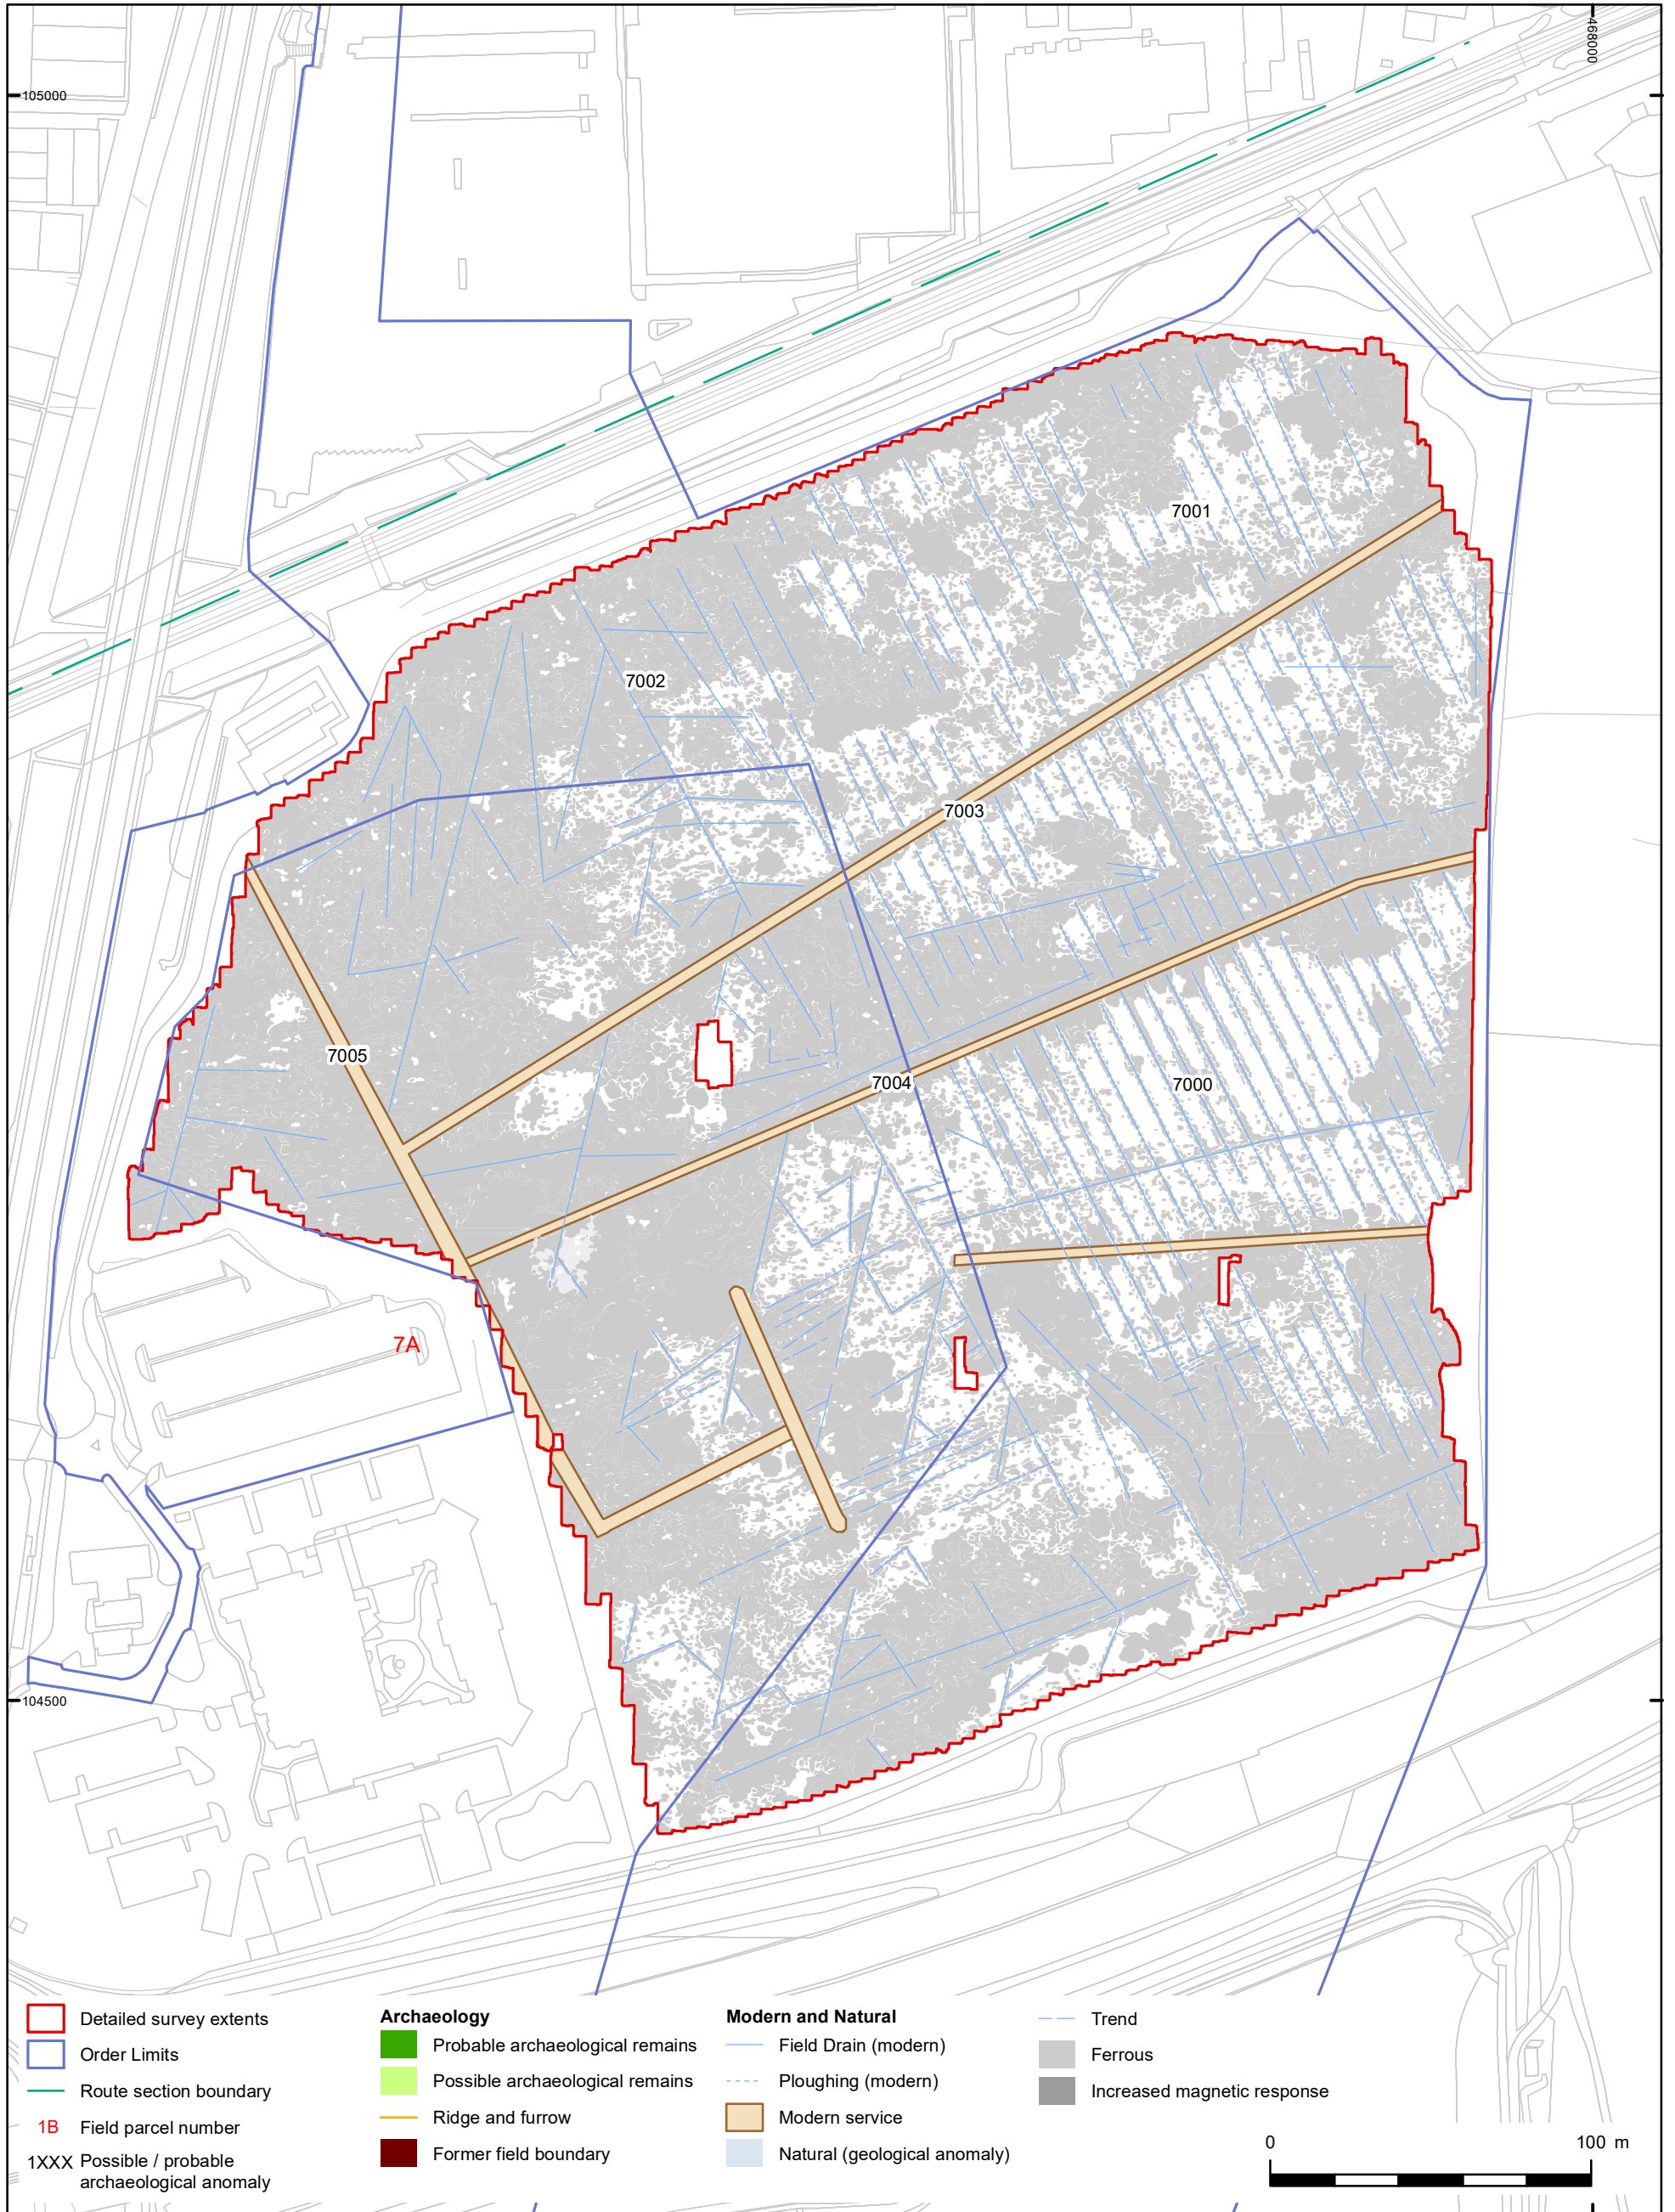 468000
105000
7001
7002
7003
7005
7004
7000
7A
104500
Detailed survey extents
Order Limits
Route section boundary
1B Field parcel number
1XXX Possible / probable
archaeological anomaly
Archaeology
Probable archaeological remains
Possible archaeological remains
Ridge and furrow
Former field boundary
Modern and Natural
Field Drain (modern)
Ploughing (modern)
Modern service
Natural (geological anomaly)
Trend
Ferrous
Increased magnetic response
0 100 m